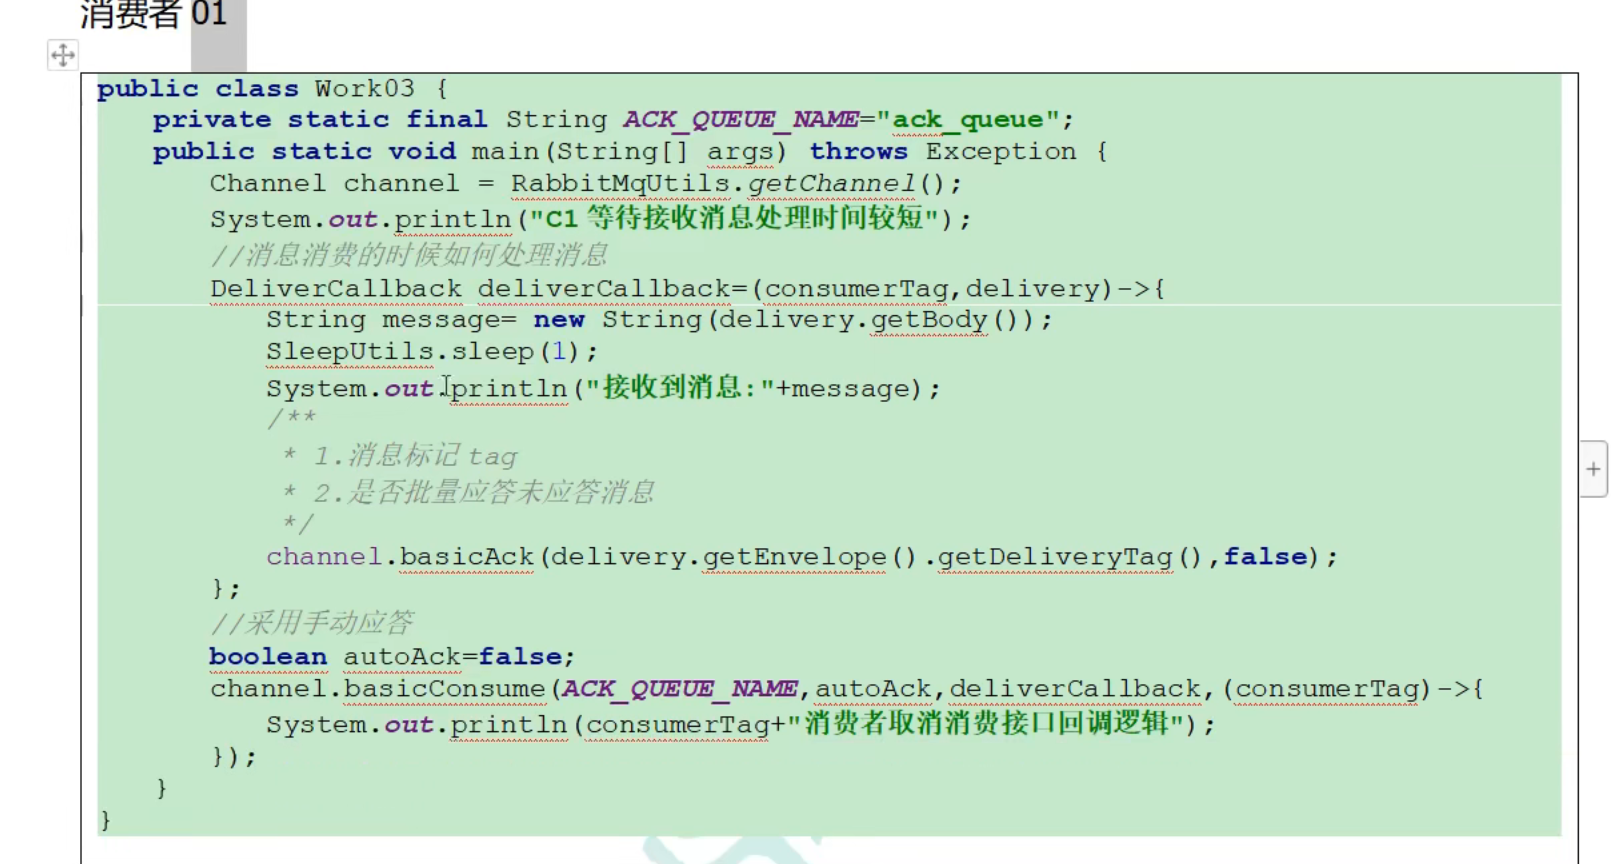 消费者 01
public class Work03 {
private static final String ACK_QUEUE_NAME="ack_queue";
public static void main(String[] args) throws Exception {
Channel channel = RabbitMqUtils.getChannel();
System.out.println("C1 等待接收消息处理时间较短");
//消息消费的时候如何处理消息
DeliverCallback deliverCallback=(consumerTag,delivery)->{
String message= new String(delivery.getBody());
SleepUtils.sleep(1);
System.out.println("接收到消息:"+message);
/**
* 1.消息标记 tag
* 2.是否批量应答未应答消息
*/
channel.basicAck(delivery.getEnvelope().getDeliveryTag(),false);
};
//采用手动应答
boolean autoAck=false;
channel.basicConsume(ACK_QUEUE_NAME,autoAck,deliverCallback,(consumerTag)->{
System.out.println(consumerTag+"消费者取消消费接口回调逻辑");
});
}
}